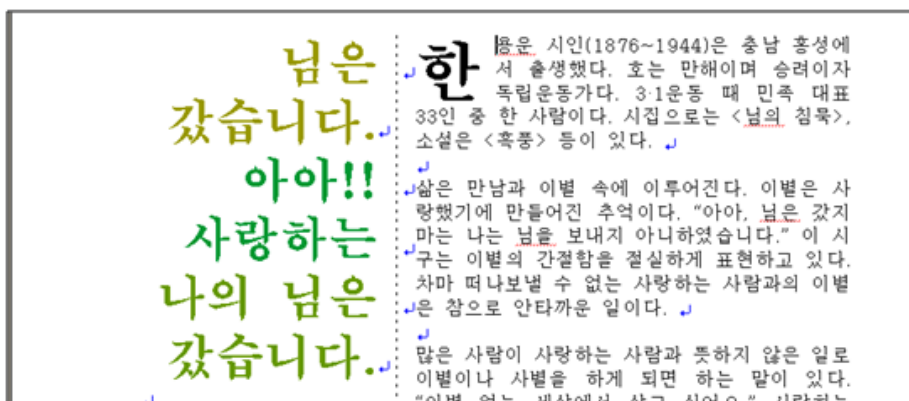 님은
갔습니다.
아아!!
사랑하는
나의 님은
갔습니다.
한용운 시인(1876~1944)은 충남 홍성에
서 출생했다. 호는 만해이며 승려이자
독립운동가다. 3·1운동 때 민족 대표
33인 중 한 사람이다. 시집으로는 <님의 침묵>,
소설은 <흑풍> 등이 있다.
삶은 만남과 이별 속에 이루어진다. 이별은 사
랑했기에 만들어진 추억이다. "아아, 님은 갔지
마는 나는 님을 보내지 아니하였습니다." 이 시
구는 이별의 간절함을 절실하게 표현하고 있다.
차마 떠나보낼 수 없는 사랑하는 사람과의 이별
은 참으로 안타까운 일이다.
많은 사람이 사랑하는 사람과 뜻하지 않은 일로
이별이나 사별을 하게 되면 하는 말이 있다.